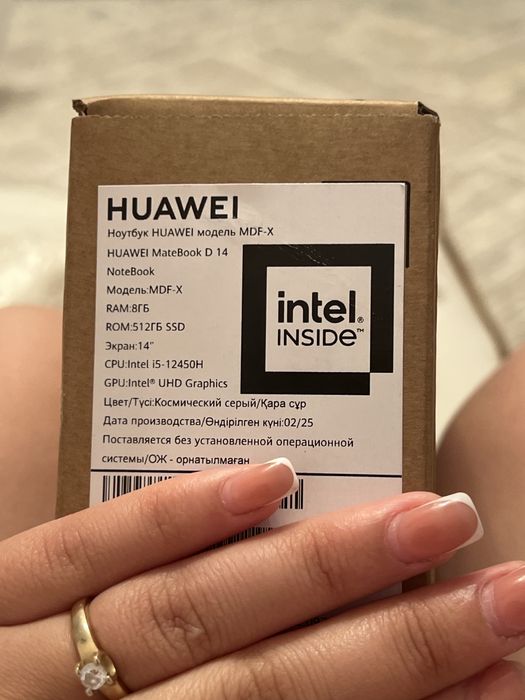 HUAWEI
Ноутбук HUAWEI модель MDF-X
HUAWEI MateBook D 14
NoteBook
Модель:MDF-X
RAM:8ГБ
ROM:512ГБ SSD
Экран:14"
CPU:Intel i5-12450H
GPU:Intel® UHD Graphics
intel®
INSIDE™
Цвет/Түсі:Космический серый/Қара сұр
Дата производства/Өндірілген күні:02/25
Поставляется без установленной операционной
системы/ОЖ - орнатылмаған